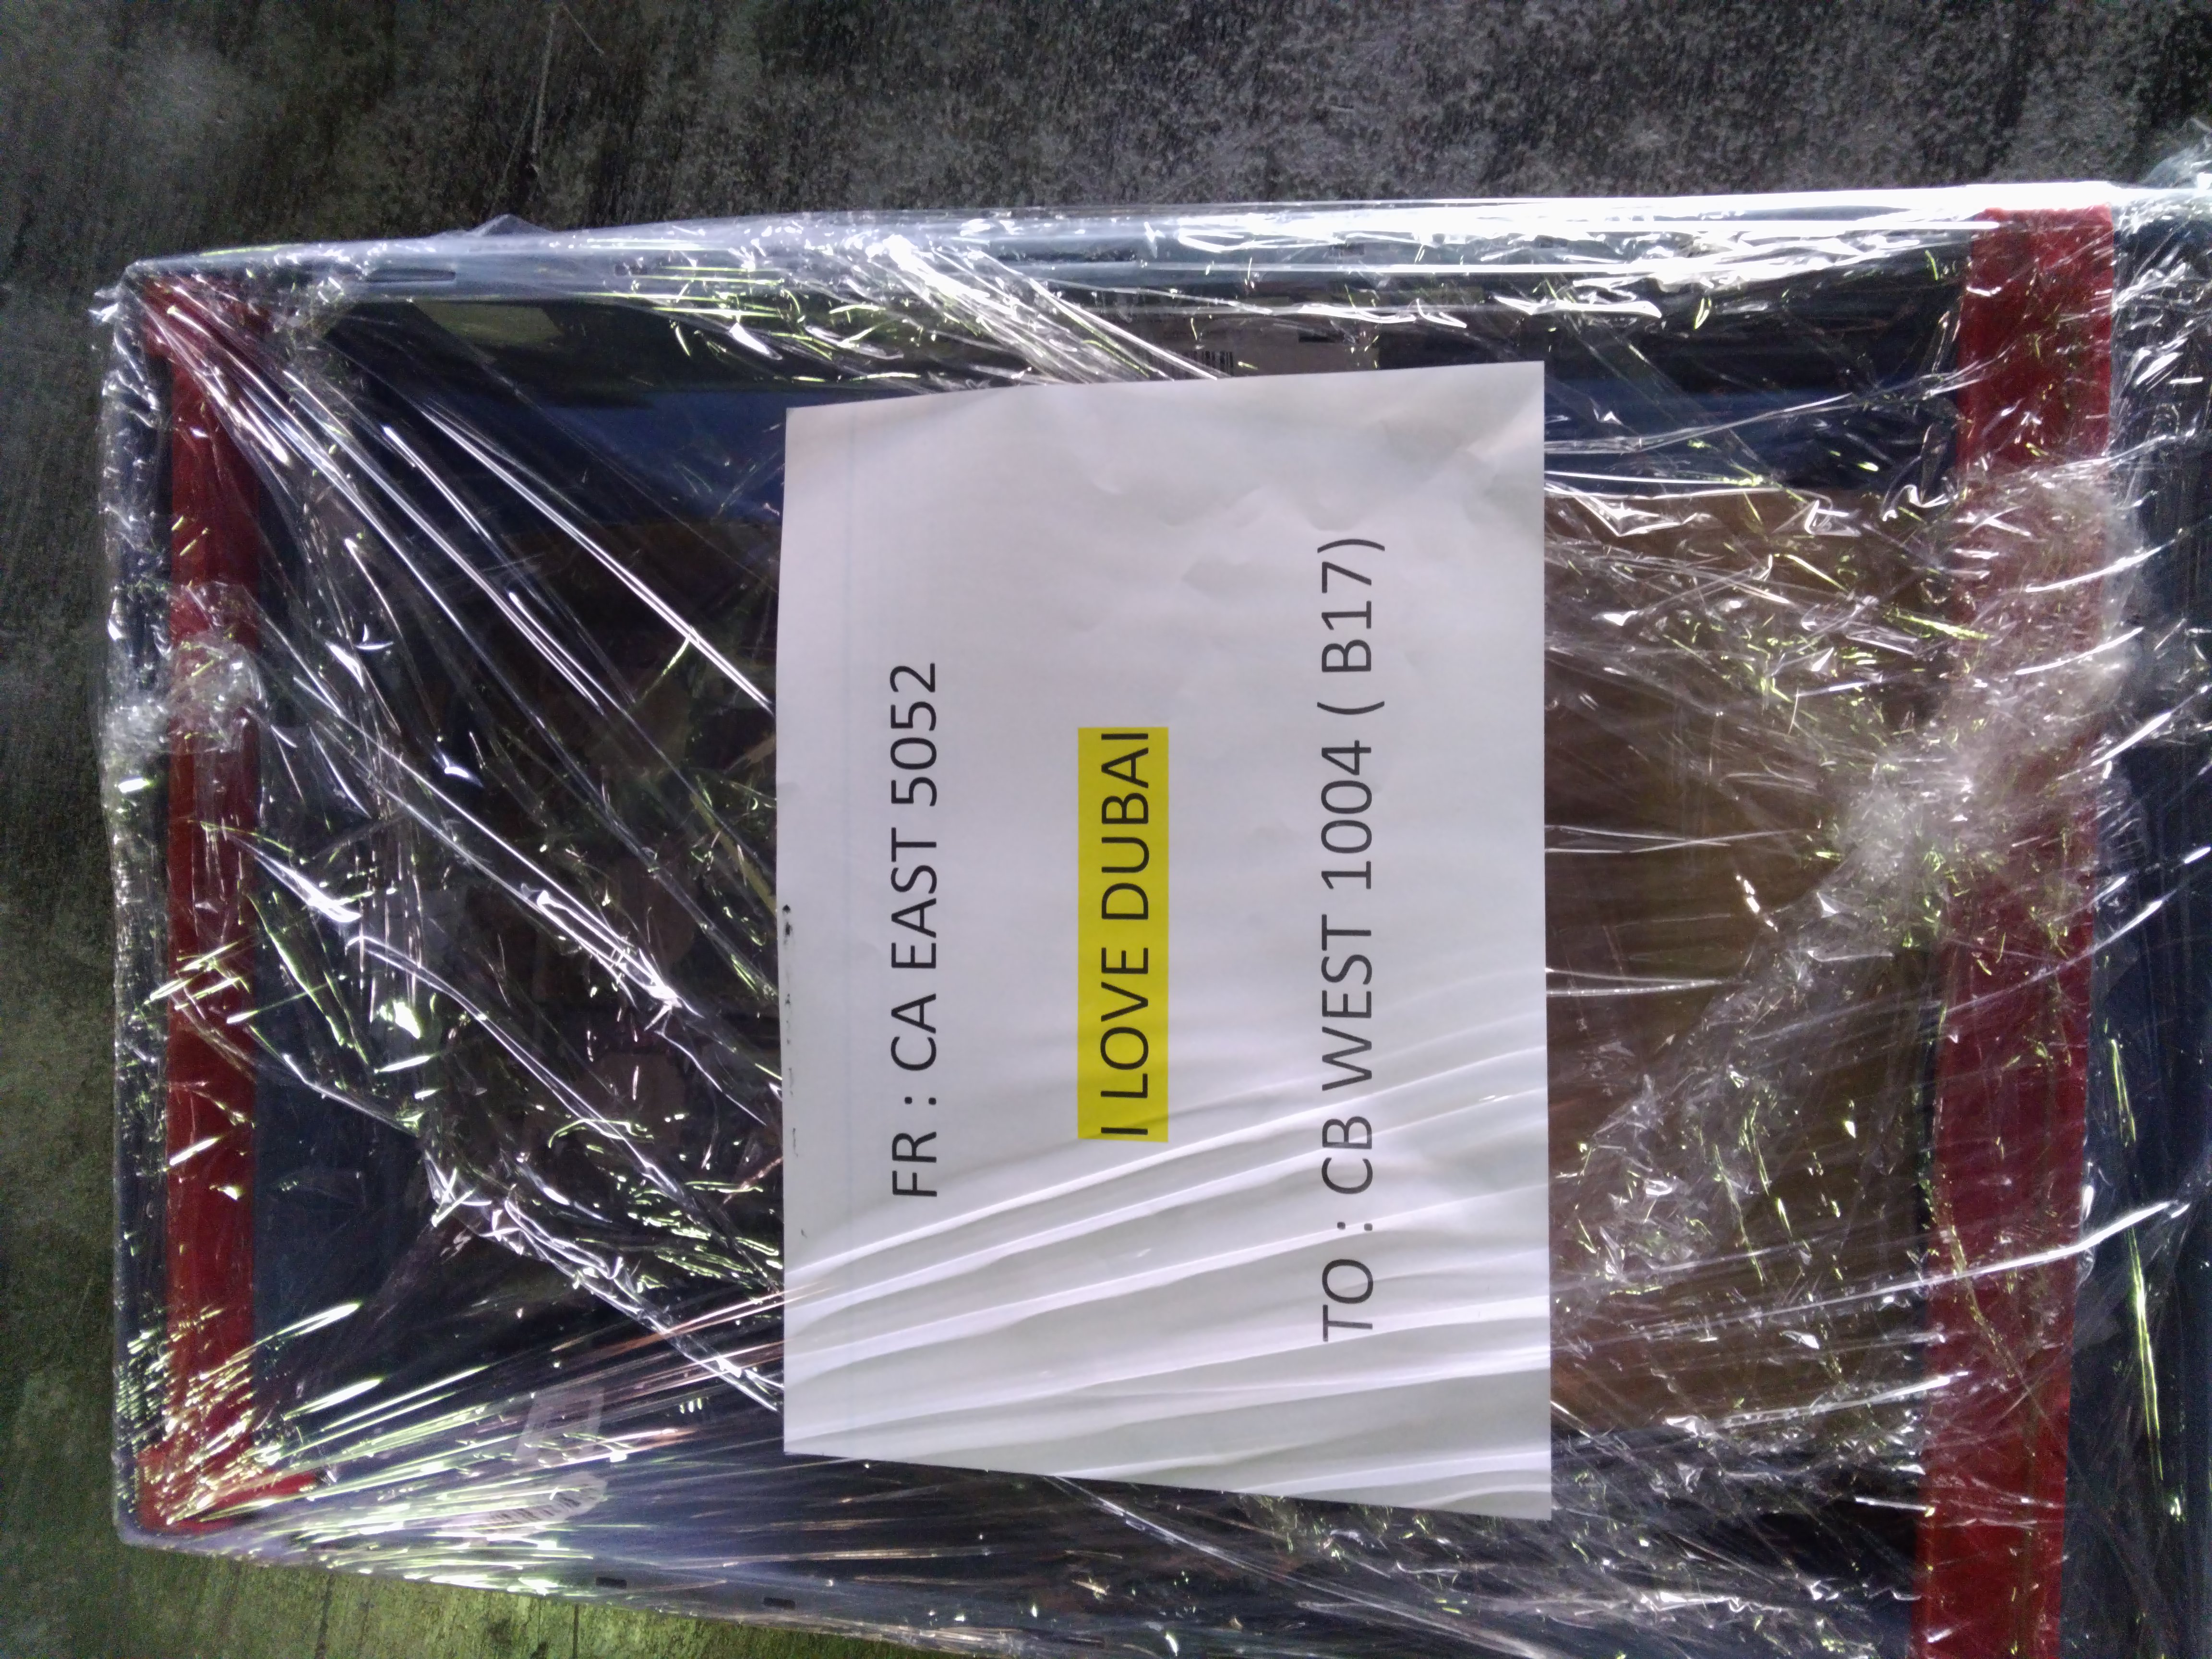 FR : CA EAST 5052
I LOVE DUBAI
TO : CB WEST 1004 ( B17)